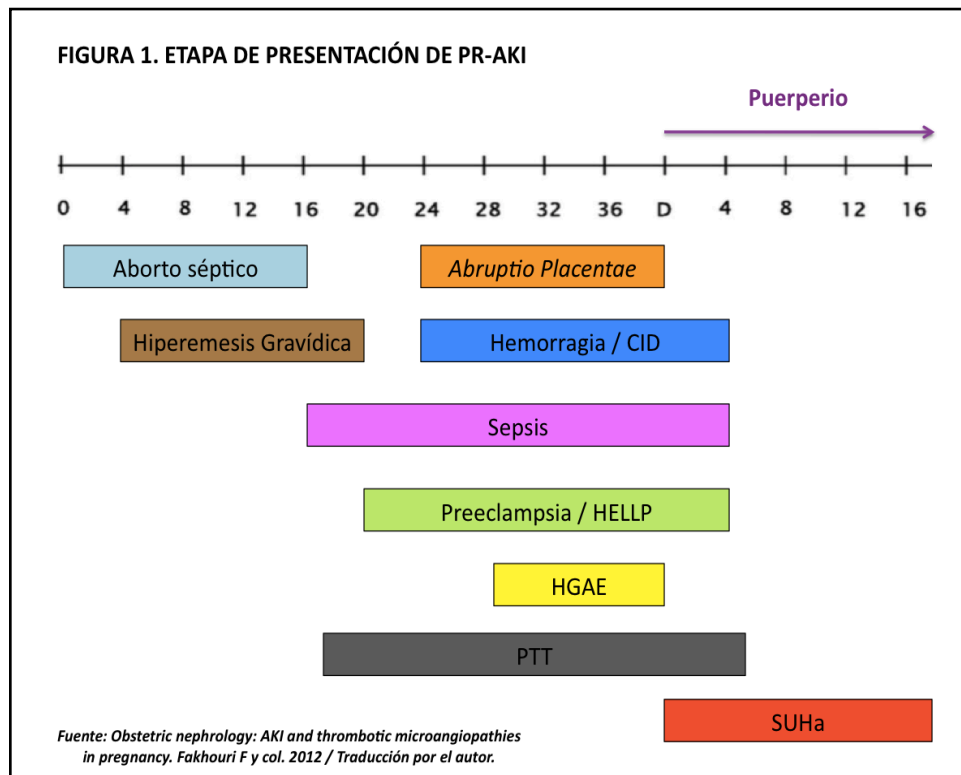 FIGURA 1. ETAPA DE PRESENTACIÓN DE PR-AKI
Puerperio
0 4 8 12 16 20 24 28 32 36 D 4 8 12 16
Aborto séptico
Abruptio Placentae
Hiperemesis Gravídica
Hemorragia / CID
Sepsis
Preeclampsia / HELLP
HGAE
PTT
SUHa
Fuente: Obstetric nephrology: AKI and thrombotic microangiopathies
in pregnancy. Fakhouri F y col. 2012 / Traducción por el autor.